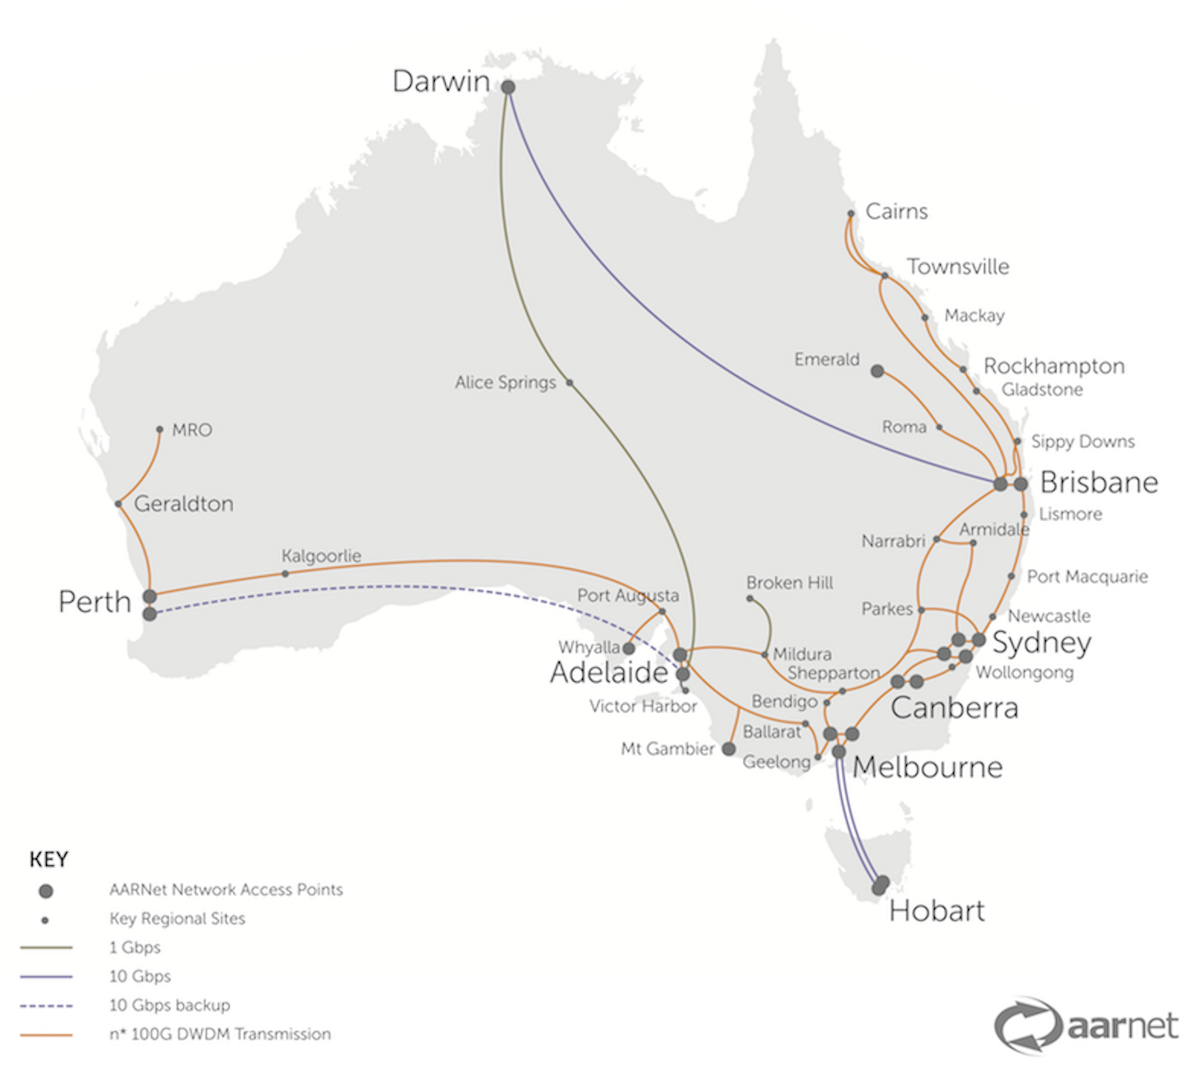 Darwin
Cairns
Townsville
Mackay
Emerald
Rockhampton
Gladstone
Alice Springs
Roma
MRO
Sippy Downs
Brisbane
Geraldton
Lismore
Armidale
Narrabri
Kalgoorlie
Port Macquarie
Broken Hill
Port Augusta
Perth
Parkes
Newcastle
Sydney
Whyalla
Mildura
Adelaide
Shepparton
Wollongong
Victor Harbor
Bendigo
Canberra
Ballarat
Mt Gambier
Geelong
Melbourne
Hobart
KEY
AARNet Network Access Points
Key Regional Sites
1 Gbps
10 Gbps
10 Gbps backup
n* 100G DWDM Transmission
aarnet